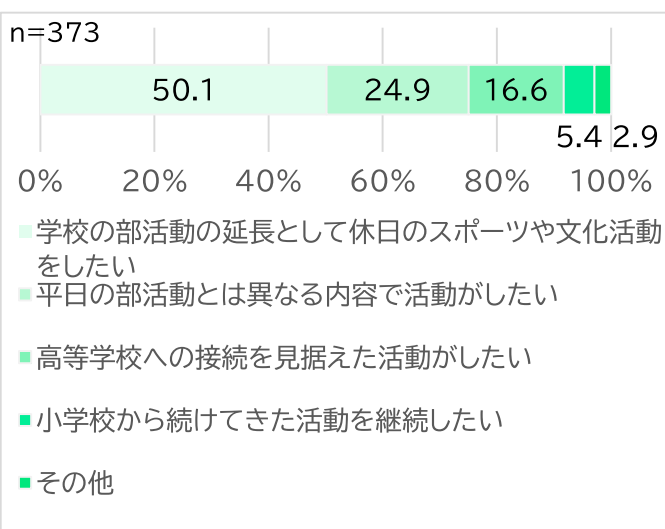 n=373
50.1 24.9 16.6
5.4 2.9
0% 20% 40% 60% 80% 100%
学校の部活動の延長として休日のスポーツや文化活動
をしたい
平日の部活動とは異なる内容で活動がしたい
高等学校への接続を見据えた活動がしたい
小学校から続けてきた活動を継続したい
その他